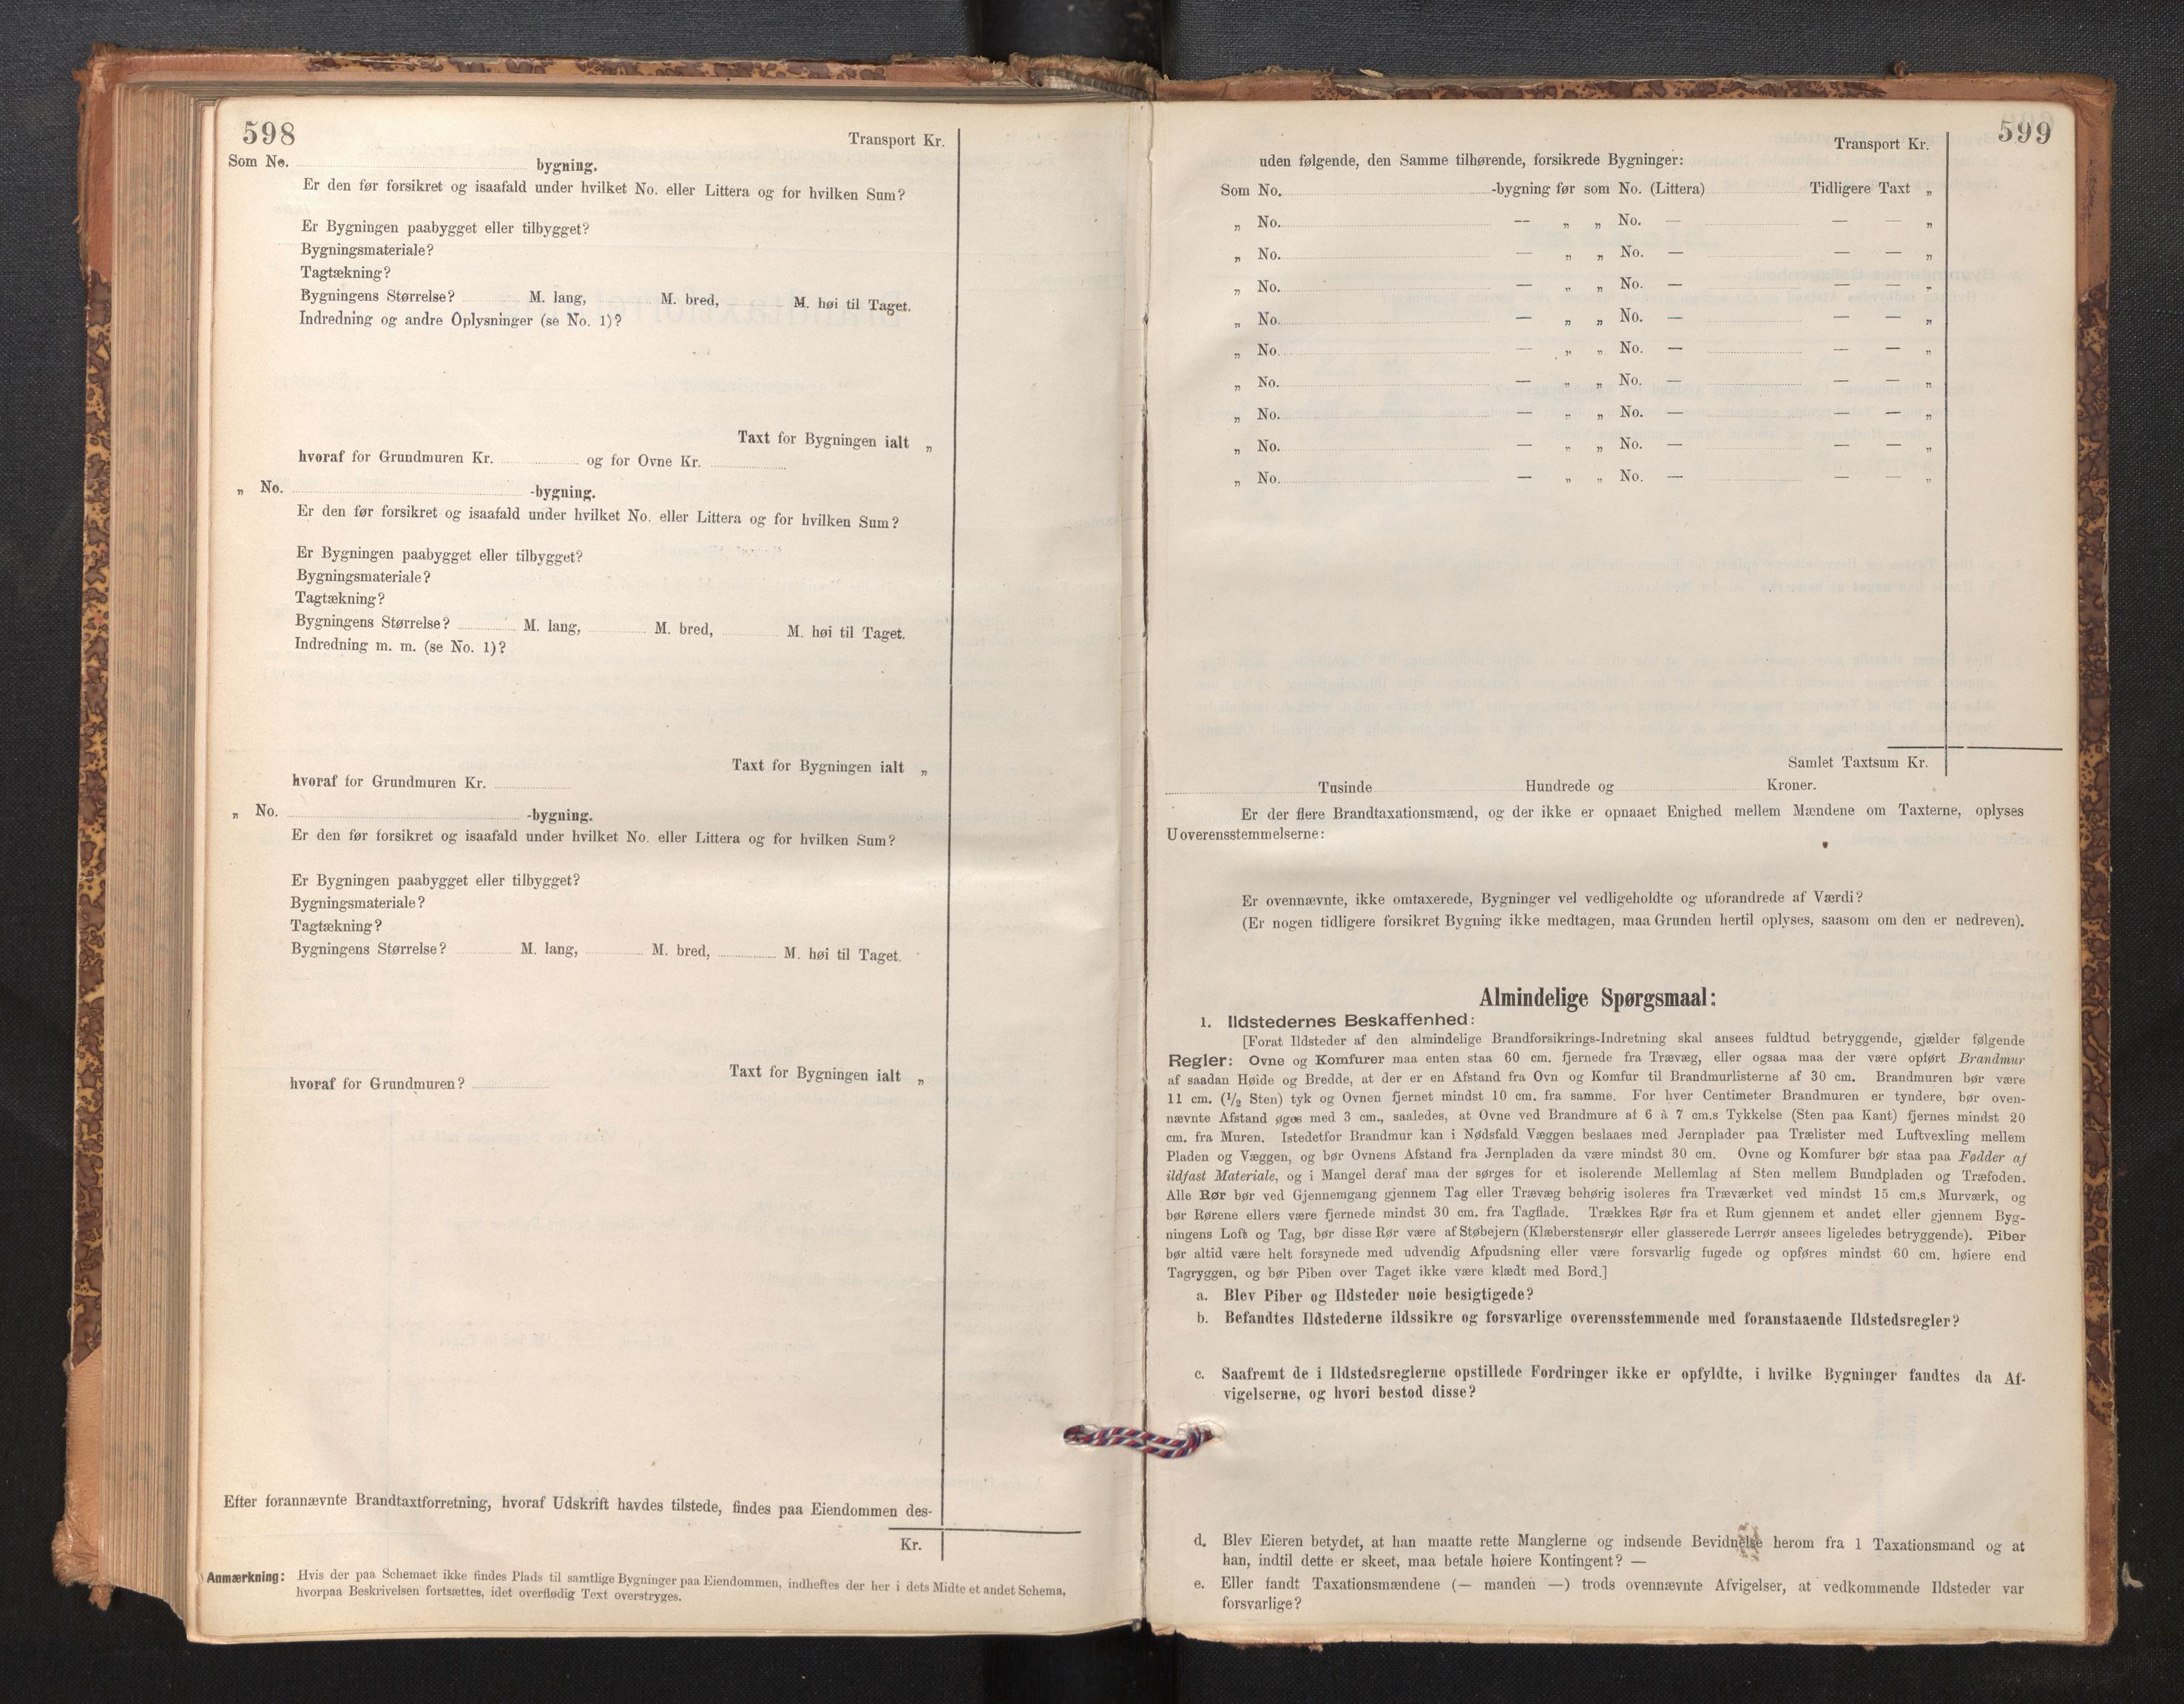 598
Transport Kr.
Som No. bygning.
Er den før forsikret og isaafald under hvilket No. eller Littera og for hvilken Sum?
Er Bygningen paabygget eller tilbygget?
Bygningsmateriale?
Tagtækning?
Bygningens Størrelse? M. lang, M. bred, M. høi til Taget.
Indredning og andre Oplysninger (se No. 1)?
Taxt for Bygningen ialt „
hvoraf for Grundmuren Kr. og for Ovne Kr.
„ No. -bygning.
Er den før forsikret og isaafald under hvilket No. eller Littera og for hvilken Sum?
Er Bygningen paabygget eller tilbygget?
Bygningsmateriale?
Tagtækning?
Bygningens Størrelse? M. lang, M. bred, M. høi til Taget.
Indredning m. m. (se No. 1)?
Taxt for Bygningen ialt „
hvoraf for Grundmuren Kr.
„ No. -bygning.
Er den før forsikret og isaafald under hvilket No. eller Littera og for hvilken Sum?
Er Bygningen paabygget eller tilbygget?
Bygningsmateriale?
Tagtækning?
Bygningens Størrelse? M. lang, M. bred, M. høi til Taget.
Taxt for Bygningen ialt „
hvoraf for Grundmuren?
Efter forannævnte Brandtaxtforretning, hvoraf Udskrift havdes tilstede, findes paa Eiendommen des-
Kr.
Anmærkning: Hvis der paa Schemaet ikke findes Plads til samtlige Bygninger paa Eiendommen, indheftes der her i dets Midte et andet Schema,
hvorpaa Beskrivelsen fortsættes, idet overflødig Text overstryges.
599
Transport Kr.
uden følgende, den Samme tilhørende, forsikrede Bygninger:
Som No. -bygning før som No. (Littera) Tidligere Taxt „
„ No. — „ „ No. — — — „
„ No. — „ „ No. — — — „
„ No. — „ „ No. — — — „
„ No. — „ „ No. — — — „
„ No. — „ „ No. — — — „
„ No. — „ „ No. — — — „
„ No. — „ „ No. — — — „
„ No. — „ „ No. — — — „
„ No. — „ „ No. — — — „
Samlet Taxtsum Kr.
Tusinde Hundrede og Kroner.
Er der flere Brandtaxationsmænd, og der ikke er opnaaet Enighed mellem Mændene om Taxterne, oplyses
Uoverensstemmelserne:
Er ovennævnte, ikke omtaxerede, Bygninger vel vedligeholdte og uforandrede af Værdi?
(Er nogen tidligere forsikret Bygning ikke medtagen, maa Grunden hertil oplyses, saasom om den er nedreven).
Almindelige Spørgsmaal:
1. Ildstedernes Beskaffenhed:
[Forat Ildsteder af den almindelige Brandforsikrings-Indretning skal ansees fuldtud betryggende, gjælder følgende
Regler: Ovne og Komfurer maa enten staa 60 cm. fjernede fra Trævæg, eller ogsaa maa der være opført Brandmur
af saadan Høide og Bredde, at der er en Afstand fra Ovn og Komfur til Brandmurlisterne af 30 cm. Brandmuren bør være
11 cm. (1/2 Sten) tyk og Ovnen fjernet mindst 10 cm. fra samme. For hver Centimeter Brandmuren er tyndere, bør oven-
nævnte Afstand øges med 3 cm., saaledes, at Ovne ved Brandmure af 6 à 7 cm.s Tykkelse (Sten paa Kant) fjernes mindst 20
cm. fra Muren. Istedetfor Brandmur kan i Nødsfald Væggen beslaaes med Jernplader paa Trælister med Luftvexling mellem
Pladen og Væggen, og bør Ovnens Afstand fra Jernpladen da være mindst 30 cm. Ovne og Komfurer bør staa paa Fødder af
ildfast Materiale, og i Mangel deraf maa der sørges for et isolerende Mellemlag af Sten mellem Bundpladen og Træfoden.
Alle Rør bør ved Gjennemgang gjennem Tag eller Trævæg behørig isoleres fra Træværket ved mindst 15 cm.s Murværk, og
bør Rørene ellers være fjernede mindst 30 cm. fra Tagflade. Trækkes Rør fra et Rum gjennem et andet eller gjennem Byg-
ningens Loft og Tag, bør disse Rør være af Støbejern (Klæberstensrør eller glasserede Lerrør ansees ligeledes betryggende). Piber
bør altid være helt forsynede med udvendig Afpudsning eller være forsvarlig fugede og opføres mindst 60 cm. høiere end
Tagryggen, og bør Piben over Taget ikke være klædt med Bord.]
a. Blev Piber og Ildsteder nøie besigtigede?
b. Befandtes Ildstederne ildssikre og forsvarlige overensstemmende med foranstaaende Ildstedsregler?
c. Saafremt de i Ildstedsreglerne opstillede Fordringer ikke er opfyldte, i hvilke Bygninger fandtes da Af-
vigelserne, og hvori bestod disse?
d. Blev Eieren betydet, at han maatte rette Manglerne og indsende Bevidnelse herom fra 1 Taxationsmand og at
han, indtil dette er skeet, maa betale høiere Kontingent? —
e. Eller fandt Taxationsmændene (— manden —) trods ovennævnte Afvigelser, at vedkommende Ildsteder var
forsvarlige?